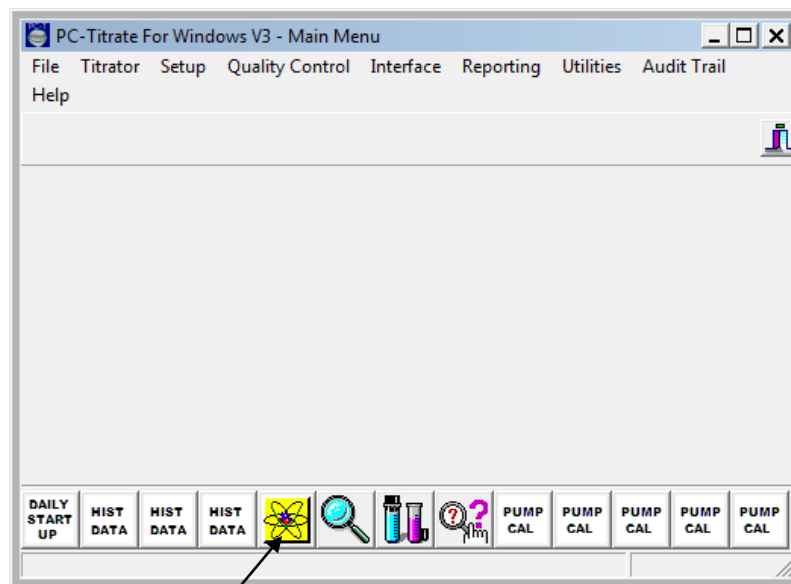 PC-Titrate For Windows V3 - Main Menu
File Titrator Setup Quality Control Interface Reporting Utilities Audit Trail
Help
DAILY START UP HIST DATA HIST DATA HIST DATA PUMP CAL PUMP CAL PUMP CAL PUMP CAL PUMP CAL